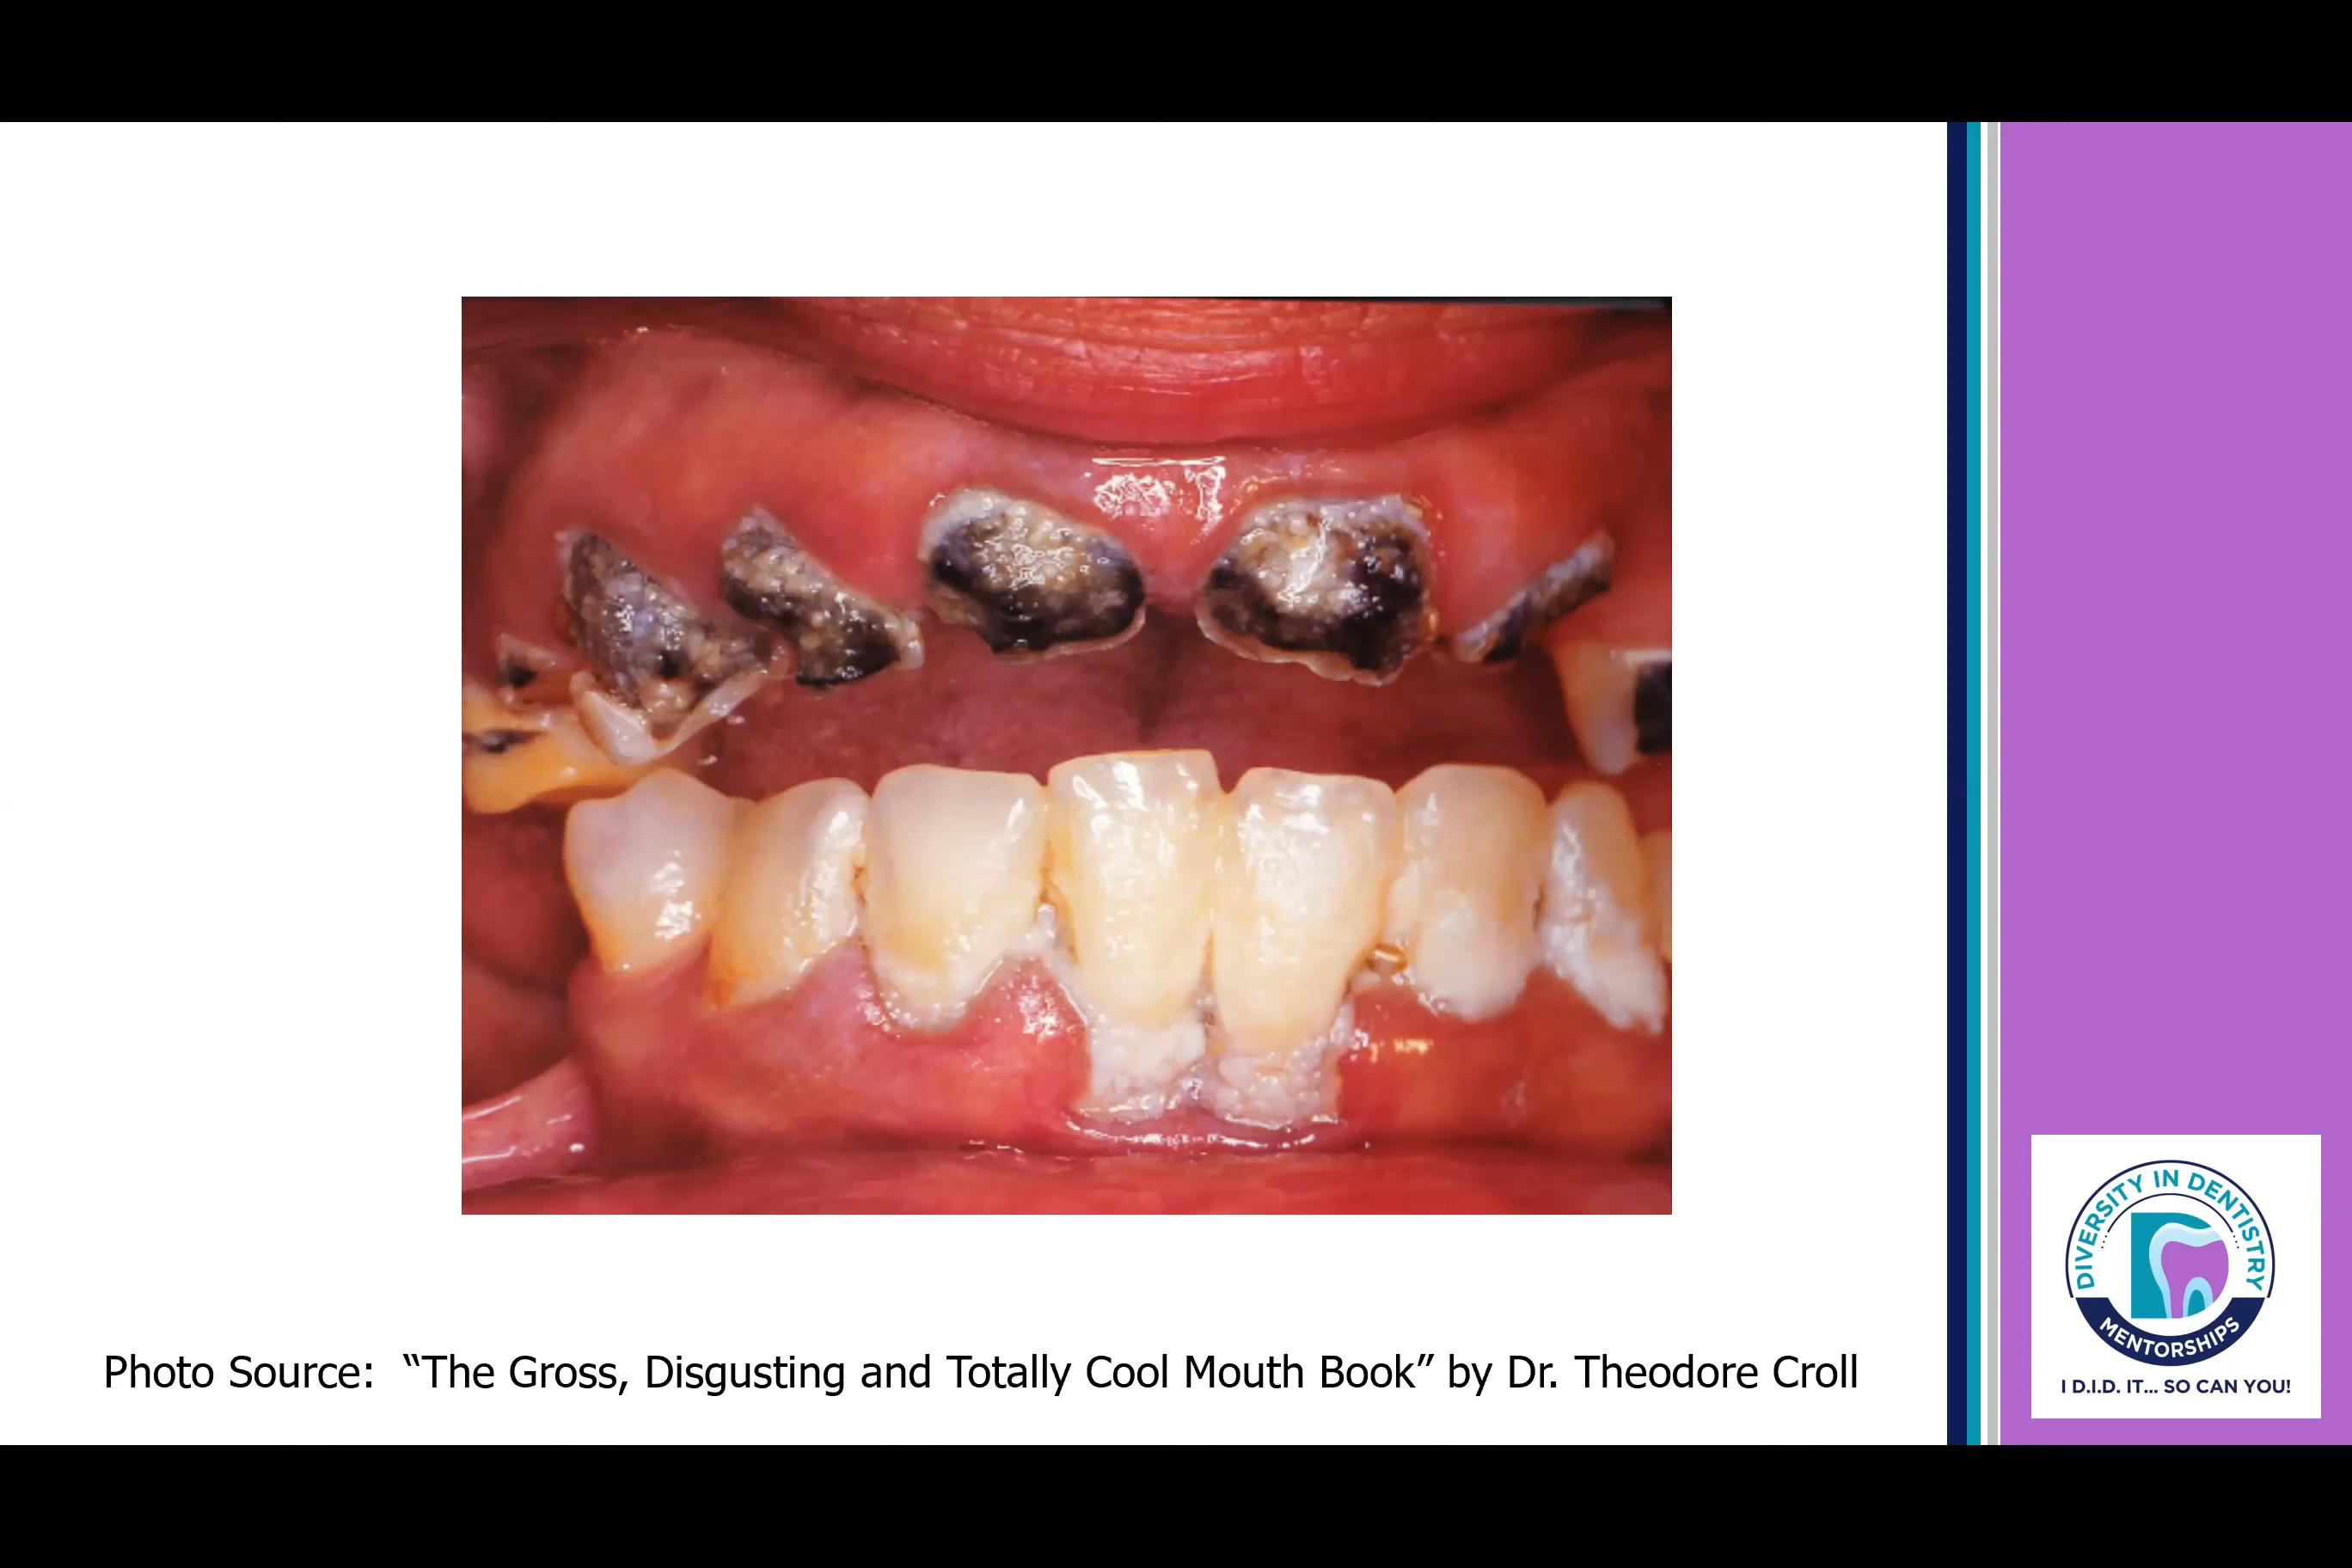 Photo Source:  “The Gross, Disgusting and Totally Cool Mouth Book” by Dr. Theodore Croll
DIVERSITY IN DENTISTRY
MENTORSHIPS
I D.I.D. IT... SO CAN YOU!